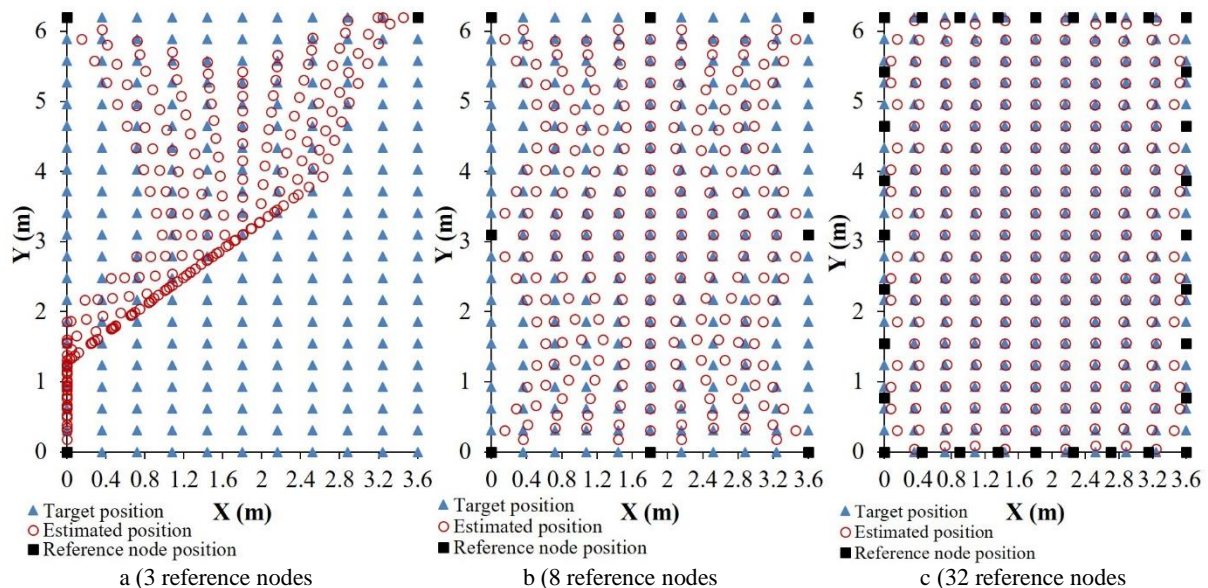 6
5
4
3
2
1
0
Y (m)
0 0.4 0.8 1.2 1.6 2 2.4 2.8 3.2 3.6
X (m)
Target position
Estimated position
Reference node position
a (3 reference nodes
6
5
4
3
2
1
0
Y (m)
0 0.4 0.8 1.2 1.6 2 2.4 2.8 3.2 3.6
X (m)
Target position
Estimated position
Reference node position
b (8 reference nodes
6
5
4
3
2
1
0
Y (m)
0 0.4 0.8 1.2 1.6 2 2.4 2.8 3.2 3.6
X (m)
Target position
Estimated position
Reference node position
c (32 reference nodes